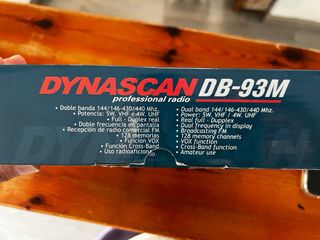 DYNASCAN DB-93M
professional radio
• Doble banda 144/146-430/440 Mhz.
• Potencia: 5W, VHF / 4W. UHF
• Full - Duplex real
• Doble frecuencia en pantalla
• Recepción de radio comercial FM
• 128 memorias
• Función VOX
• Función Cross-Band
• Uso radioaficion
• Dual band 144/146-430/440 Mhz.
• Power: 5W, VHF / 4W. UHF
• Real full - Dupplex
• Dual frequency in display
• Broadcasting FM
• 128 memory channels
• VOX function
• Cross-Band function
• Amateur use